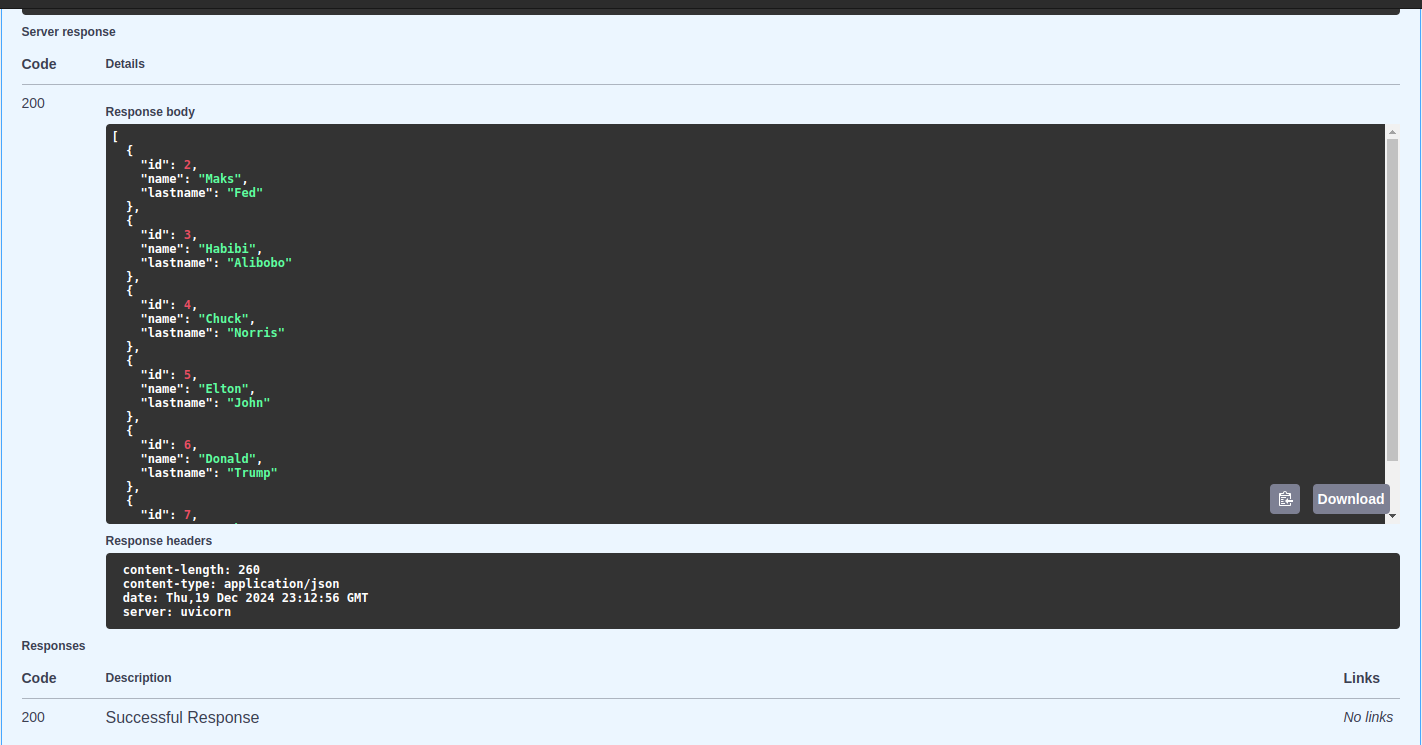 Server response
Code Details
200
Response body
[
  {
    "id": 2,
    "name": "Maks",
    "lastname": "Fed"
  },
  {
    "id": 3,
    "name": "Habibi",
    "lastname": "Alibobo"
  },
  {
    "id": 4,
    "name": "Chuck",
    "lastname": "Norris"
  },
  {
    "id": 5,
    "name": "Elton",
    "lastname": "John"
  },
  {
    "id": 6,
    "name": "Donald",
    "lastname": "Trump"
  },
  {
    "id": 7,
Download
Response headers
content-length: 260
content-type: application/json
date: Thu,19 Dec 2024 23:12:56 GMT
server: uvicorn
Responses
Code Description Links
200 Successful Response No links